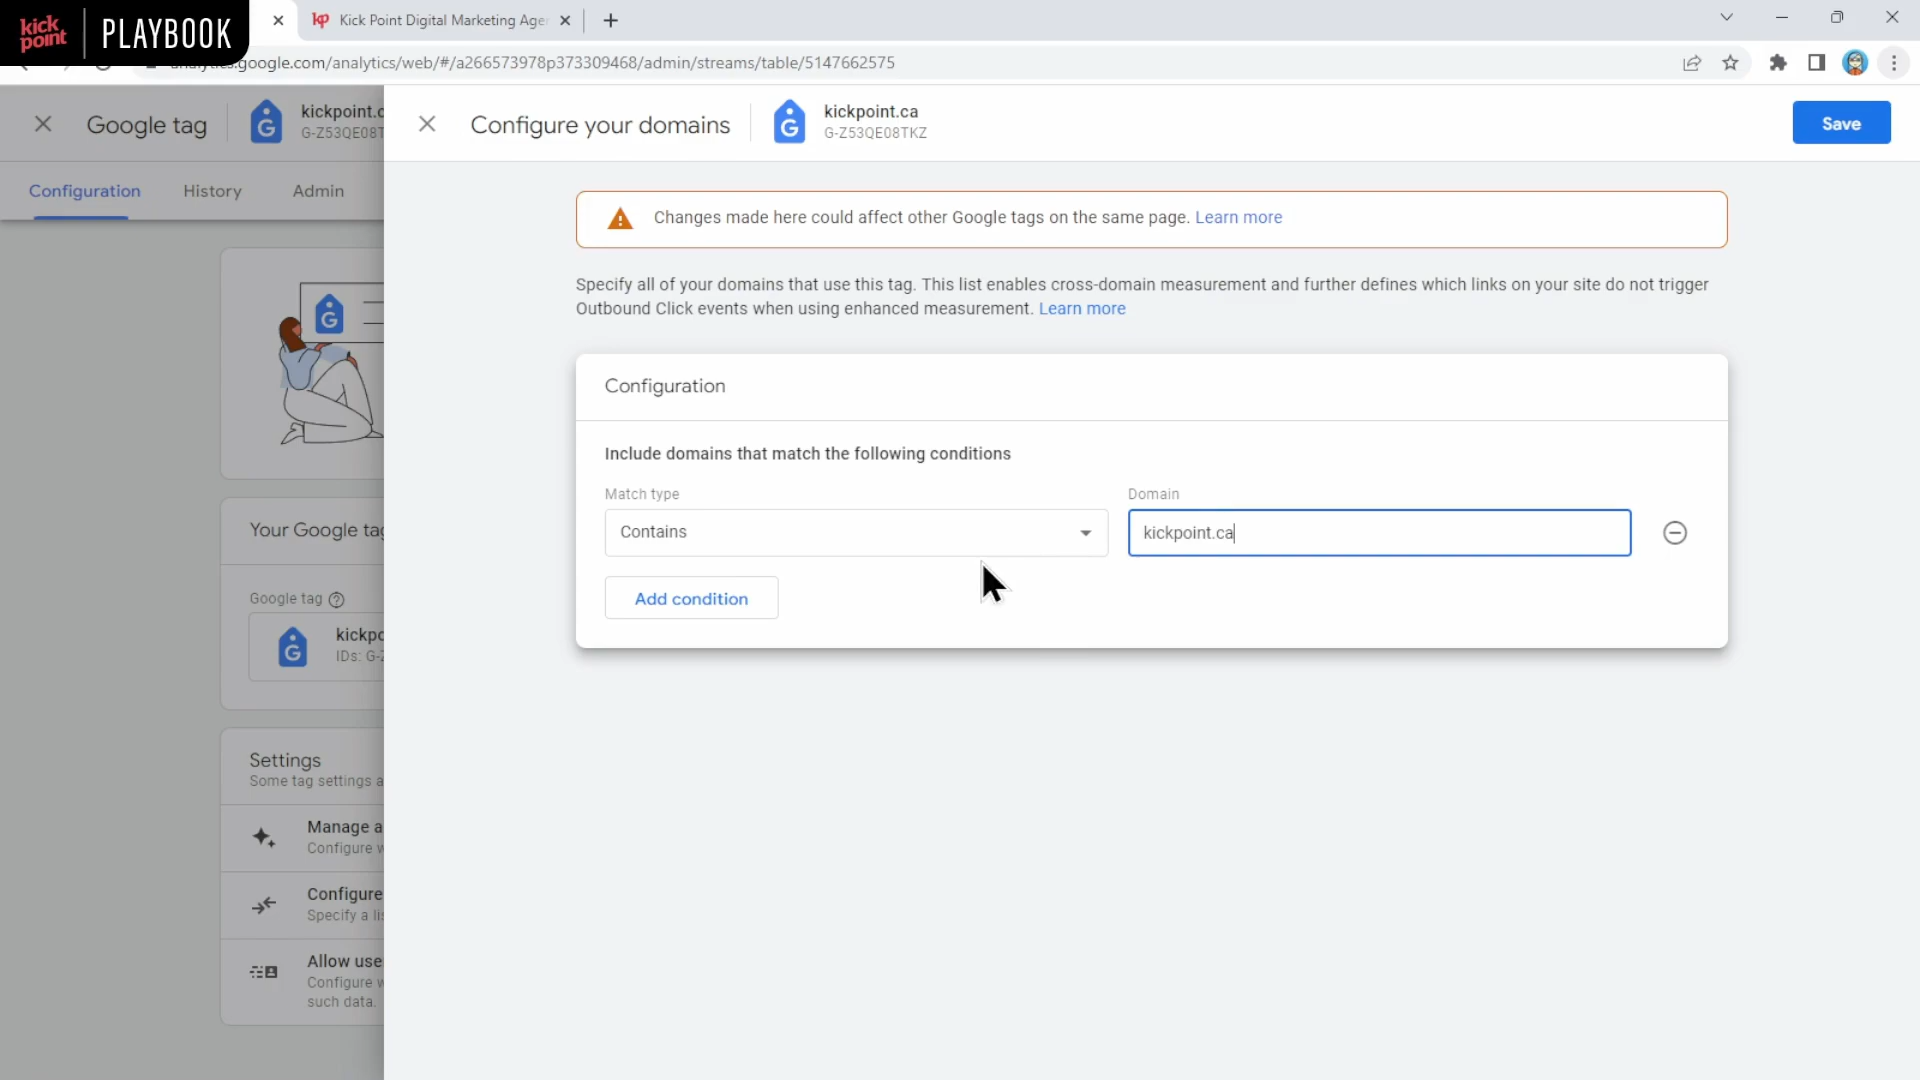 kick
point
PLAYBOOK
Kick Point Digital Marketing Age
analytics.google.com/analytics/web/#/a266573978p373309468/admin/streams/table/5147662575
Google tag
kickpoint.c
G-Z53QE08T
Configure your domains
kickpoint.ca
G-Z53QE08TKZ
Save
Configuration
History
Admin
Changes made here could affect other Google tags on the same page. Learn more
Specify all of your domains that use this tag. This list enables cross-domain measurement and further defines which links on your site do not trigger
Outbound Click events when using enhanced measurement. Learn more
Configuration
Include domains that match the following conditions
Match type
Domain
Contains
kickpoint.ca
Add condition
Your Google tag
Google tag
kickpo
IDs: G-Z
Settings
Some tag settings a
Manage a
Configure w
Configure
Specify a lis
Allow use
Configure w
such data.